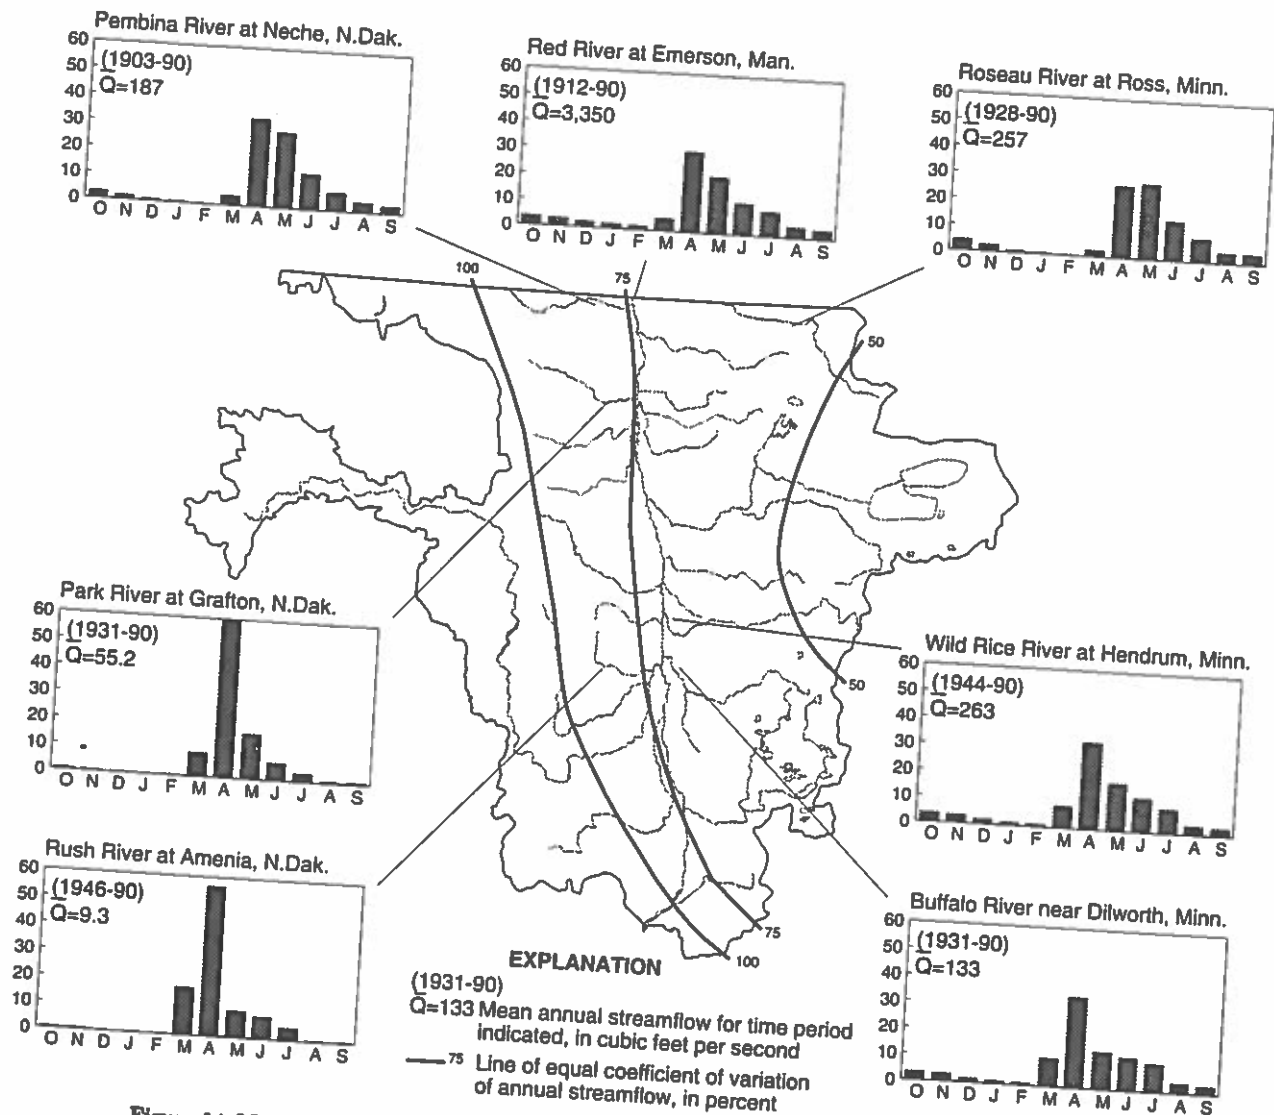 Pembina River at Neche, N.Dak.
60
50
40
30
20
10
0
(1903-90)
Q=187
O N D J F M A M J J A S
Red River at Emerson, Man.
60
50
40
30
20
10
0
(1912-90)
Q=3,350
O N D J F M A M J J A S
Roseau River at Ross, Minn.
60
50
40
30
20
10
0
(1928-90)
Q=257
O N D J F M A M J J A S
100
75
50
Park River at Grafton, N.Dak.
60
50
40
30
20
10
0
(1931-90)
Q=55.2
O N D J F M A M J J A S
Wild Rice River at Hendrum, Minn.
60
50
40
30
20
10
0
(1944-90)
Q=263
O N D J F M A M J J A S
50
Rush River at Amenia, N.Dak.
60
50
40
30
20
10
0
(1946-90)
Q=9.3
O N D J F M A M J J A S
Buffalo River near Dilworth, Minn.
60
50
40
30
20
10
0
(1931-90)
Q=133
O N D J F M A M J J A S
75
100
EXPLANATION
(1931-90)
Q=133 Mean annual streamflow for time period
indicated, in cubic feet per second
75 Line of equal coefficient of variation
of annual streamflow, in percent